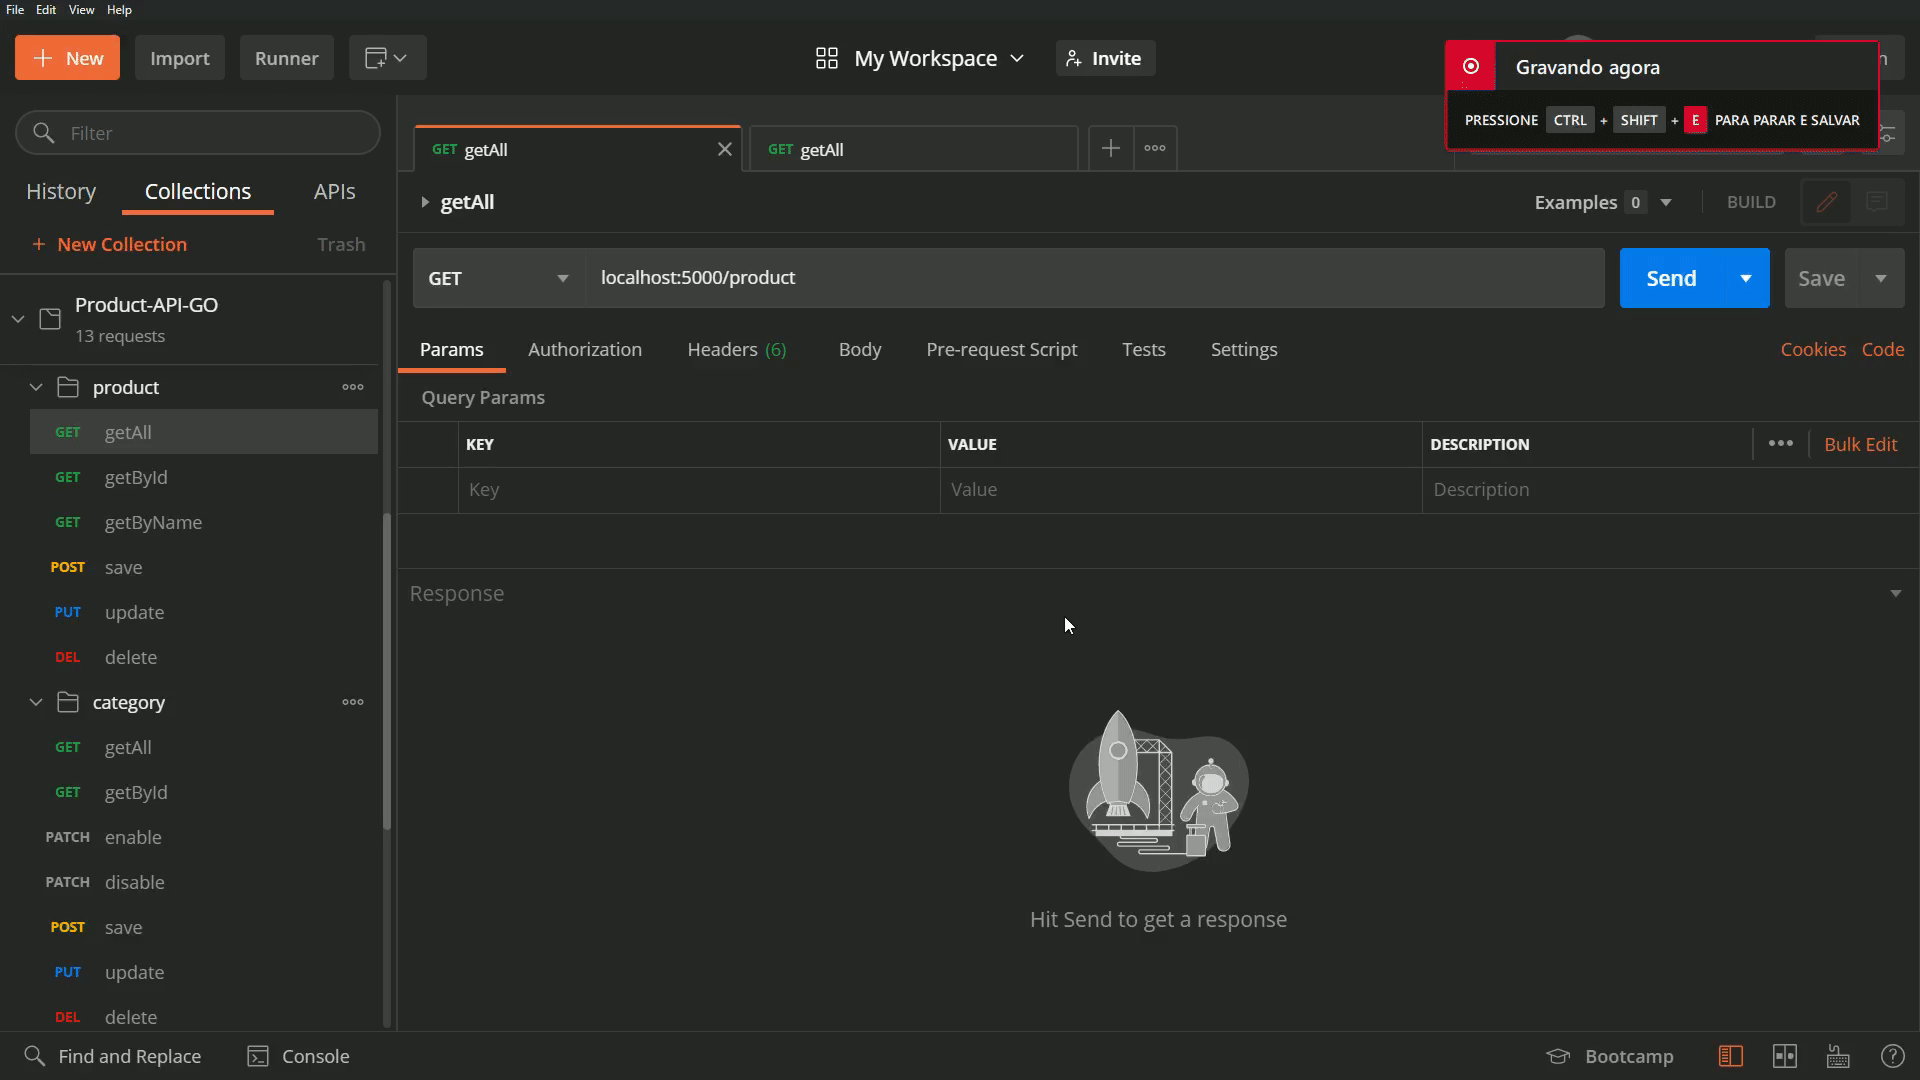 File Edit View Help
New Import Runner
My Workspace Invite
Gravando agora
PRESSIONE CTRL + SHIFT + E PARA PARAR E SALVAR
Filter
History Collections APIs
+ New Collection Trash
Product-API-GO
13 requests
product
GET getAll
GET getById
GET getByName
POST save
PUT update
DEL delete
category
GET getAll
GET getById
PATCH enable
PATCH disable
POST save
PUT update
DEL delete
GET getAll
GET getAll
getAll
Examples 0 BUILD
GET localhost:5000/product Send Save
Params Authorization Headers (6) Body Pre-request Script Tests Settings Cookies Code
Query Params
KEY VALUE DESCRIPTION Bulk Edit
Key Value Description
Response
Hit Send to get a response
Find and Replace Console Bootcamp